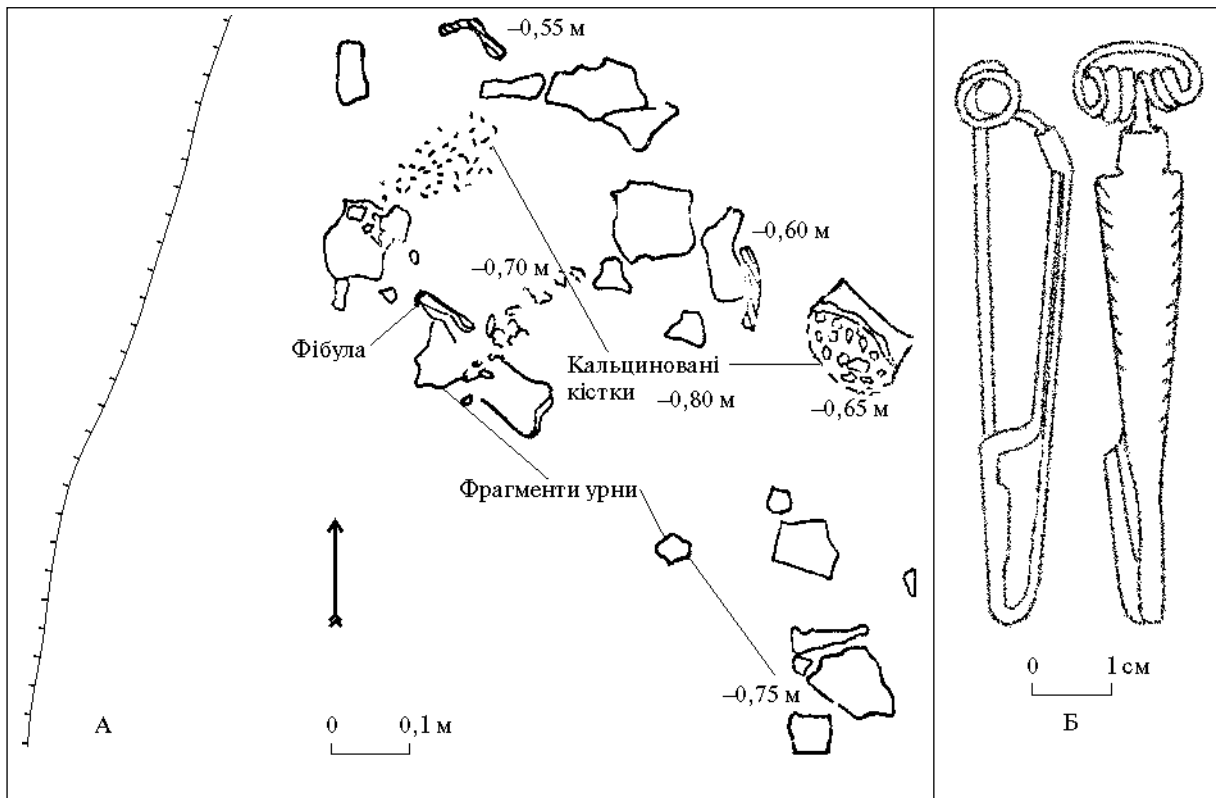 –0,55 м
–0,60 м
–0,70 м
Фібула
Кальциновані
кістки
–0,80 м
–0,65 м
Фрагменти урни
–0,75 м
А
0 0,1 м
0 1 см
Б